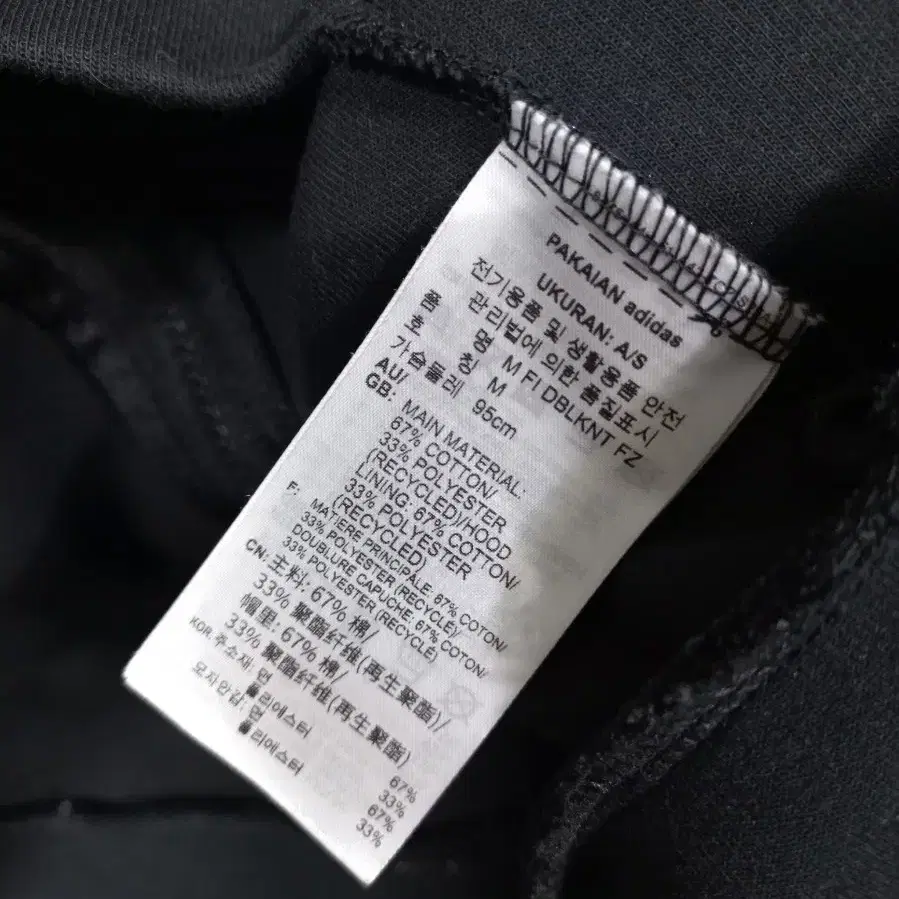 PAKAIAN adidas
UKURAN: A/S
전기용품 및 생활용품 안전
관리법에 의한 품질표시
품 명 M FI DBLKNT FZ
호 칭 M
가슴둘레 95cm
AU/
GB: MAIN MATERIAL:
67% COTTON/
33% POLYESTER
(RECYCLED)/HOOD
LINING: 67% COTTON/
33% POLYESTER
(RECYCLED)
F: MATIÈRE PRINCIPALE: 67% COTON/
33% POLYESTER (RECYCLÉ)/
DOUBLURE CAPUCHE: 67% COTON/
33% POLYESTER (RECYCLÉ)
CN: 主料: 67% 棉/
33% 聚酯纤维(再生聚酯)/
帽里: 67% 棉/
33% 聚酯纤维(再生聚酯)
KOR: 주소재: 면 67%
폴리에스터 33%
모자안감: 면 67%
폴리에스터 33%